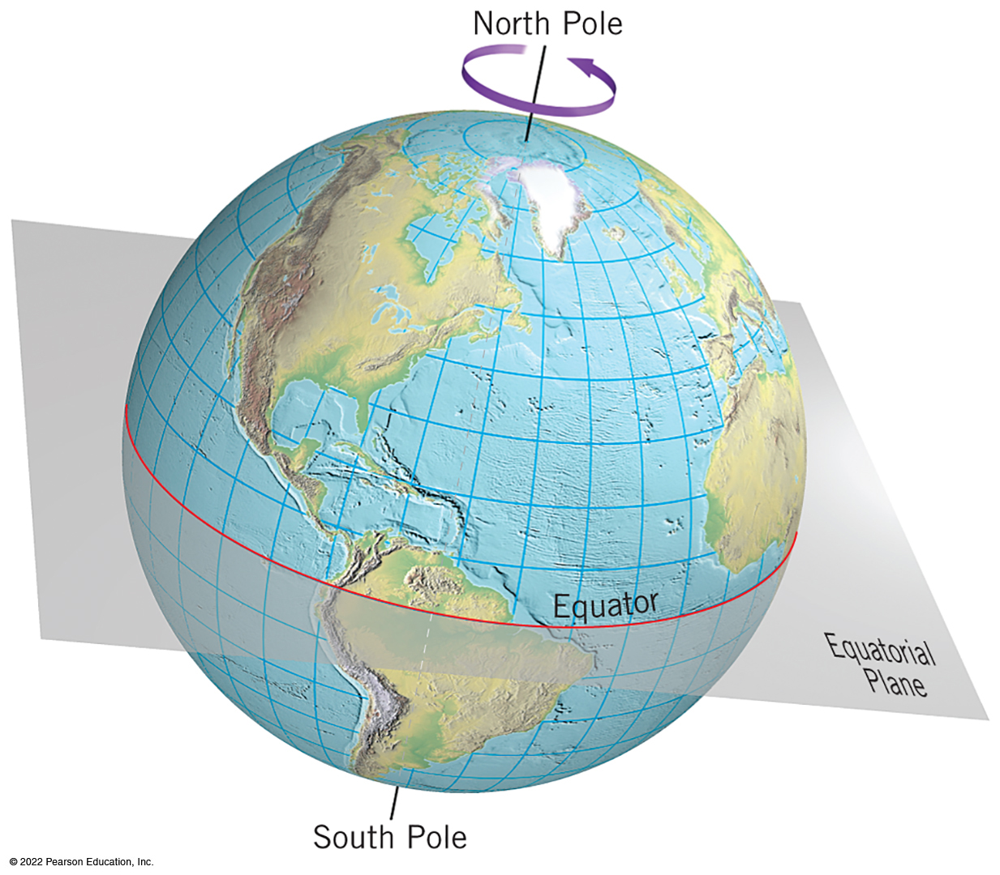 North Pole
Equator
Equatorial
Plane
South Pole
© 2022 Pearson Education, Inc.